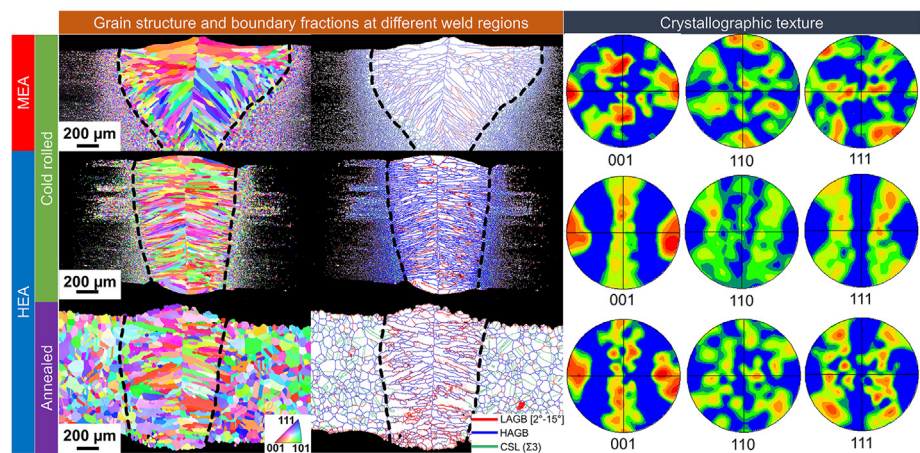 Grain structure and boundary fractions at different weld regions
Crystallographic texture
MEA
HEA
Cold rolled
Annealed
200 µm
001
110
111
200 µm
001
110
111
200 µm
111
001 101
LAGB [2°-15°]
HAGB
CSL (Σ3)
001
110
111